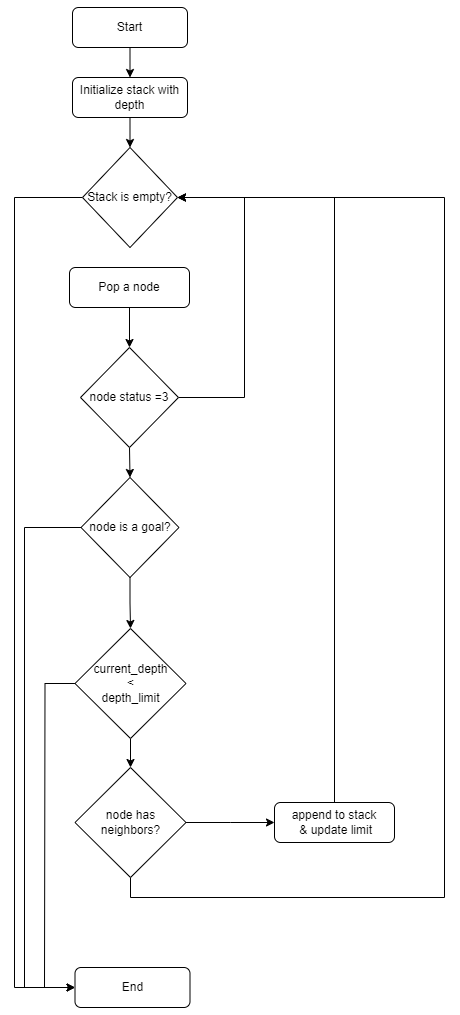 Start
Initialize stack with
depth
Stack is empty?
Pop a node
node status =3
node is a goal?
current_depth
<
depth_limit
node has
neighbors?
append to stack
& update limit
End